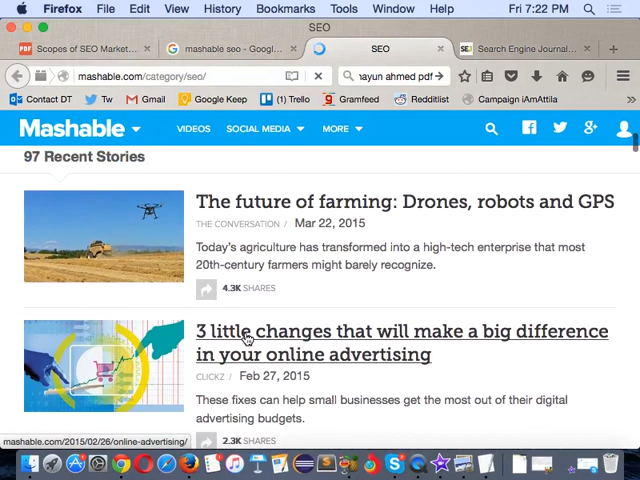 Firefox File Edit View History Bookmarks Tools Window Help Fri 7:22 PM
SEO
Scopes of SEO Market... mashable seo - Googl... SEO Search Engine Journal...
mashable.com/category/seo/ ayun ahmed pdf
Contact DT Tw Gmail Google Keep (1) Trello Gramfeed Redditlist Campaign iAmAttila
Mashable VIDEOS SOCIAL MEDIA MORE
97 Recent Stories
The future of farming: Drones, robots and GPS
THE CONVERSATION / Mar 22, 2015
Today's agriculture has transformed into a high-tech enterprise that most
20th-century farmers might barely recognize.
4.3K SHARES
3 little changes that will make a big difference
in your online advertising
CLICKZ / Feb 27, 2015
These fixes can help small businesses get the most out of their digital
advertising budgets.
2.3K SHARES
mashable.com/2015/02/26/online-advertising/